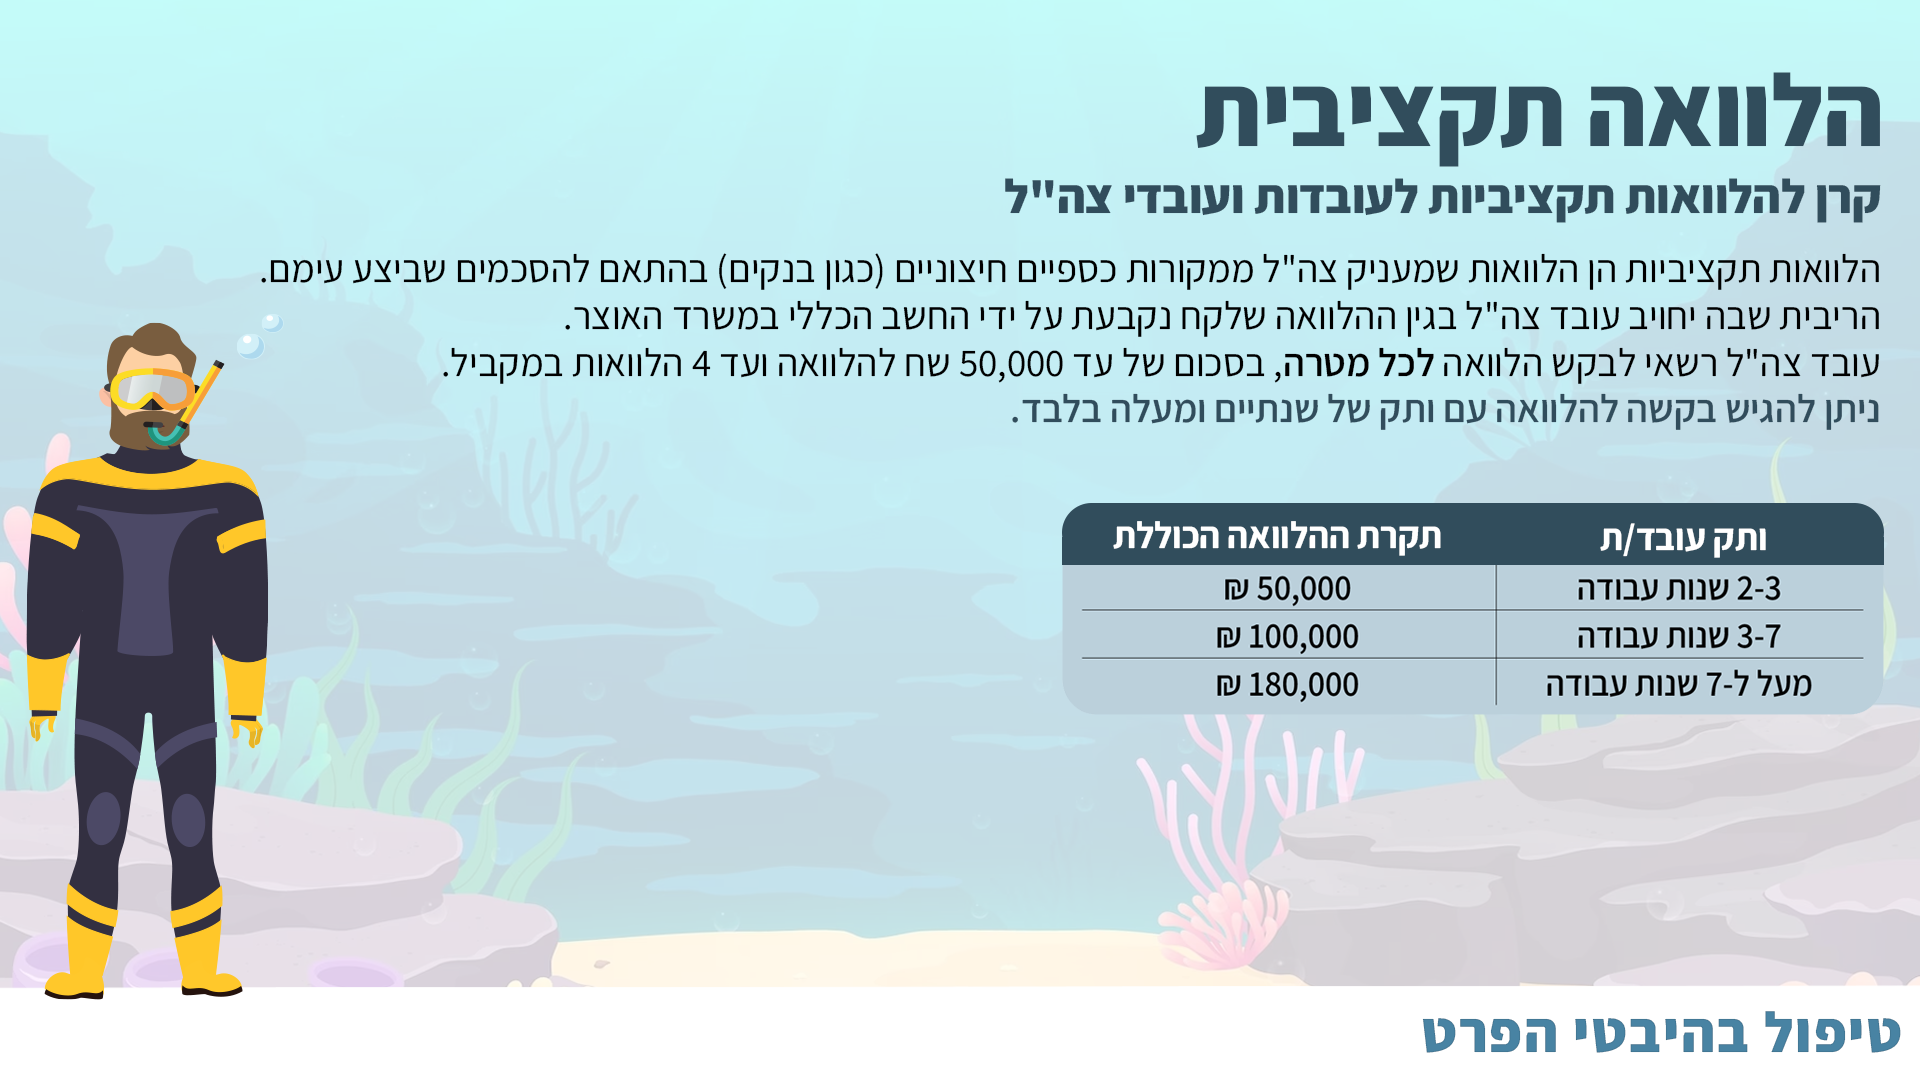 הלוואה תקציבית
קרן להלוואות תקציביות לעובדות ועובדי צה"ל
הלוואות תקציביות הן הלוואות שמעניק צה"ל ממקורות כספיים חיצוניים (כגון בנקים) בהתאם להסכמים שביצע עימם.
הריבית שבה יחויב עובד צה"ל בגין ההלוואה שלקח נקבעת על ידי החשב הכללי במשרד האוצר.
עובד צה"ל רשאי לבקש הלוואה לכל מטרה, בסכום של עד 50,000 שח להלוואה ועד 4 הלוואות במקביל.
ניתן להגיש בקשה להלוואה עם ותק של שנתיים ומעלה בלבד.
ותק עובד/ת תקרת ההלוואה הכוללת
2-3 שנות עבודה 50,000 ₪
3-7 שנות עבודה 100,000 ₪
מעל ל-7 שנות עבודה 180,000 ₪
טיפול בהיבטי הפרט